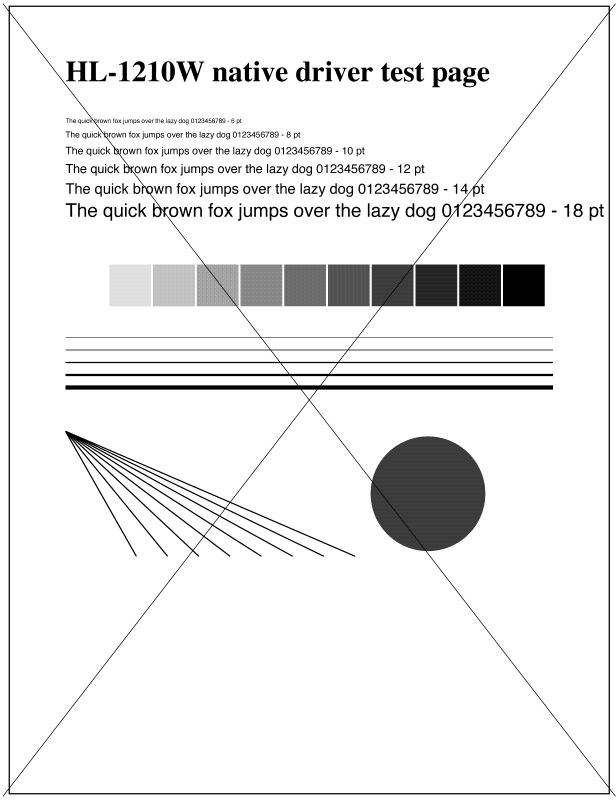 HL-1210W native driver test page
The quick brown fox jumps over the lazy dog 0123456789 - 6 pt
The quick brown fox jumps over the lazy dog 0123456789 - 8 pt
The quick brown fox jumps over the lazy dog 0123456789 - 10 pt
The quick brown fox jumps over the lazy dog 0123456789 - 12 pt
The quick brown fox jumps over the lazy dog 0123456789 - 14 pt
The quick brown fox jumps over the lazy dog 0123456789 - 18 pt